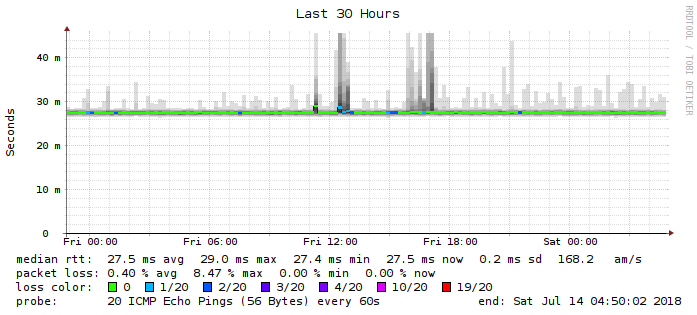 Last 30 Hours
RRDTOOL / TOBI OETIKER
Seconds
40 m
30 m
20 m
10 m
0
Fri 00:00 Fri 06:00 Fri 12:00 Fri 18:00 Sat 00:00
median rtt: 27.5 ms avg 29.0 ms max 27.4 ms min 27.5 ms now 0.2 ms sd 168.2 am/s
packet loss: 0.40 % avg 8.47 % max 0.00 % min 0.00 % now
loss color: 0 1/20 2/20 3/20 4/20 10/20 19/20
probe: 20 ICMP Echo Pings (56 Bytes) every 60s end: Sat Jul 14 04:50:02 2018